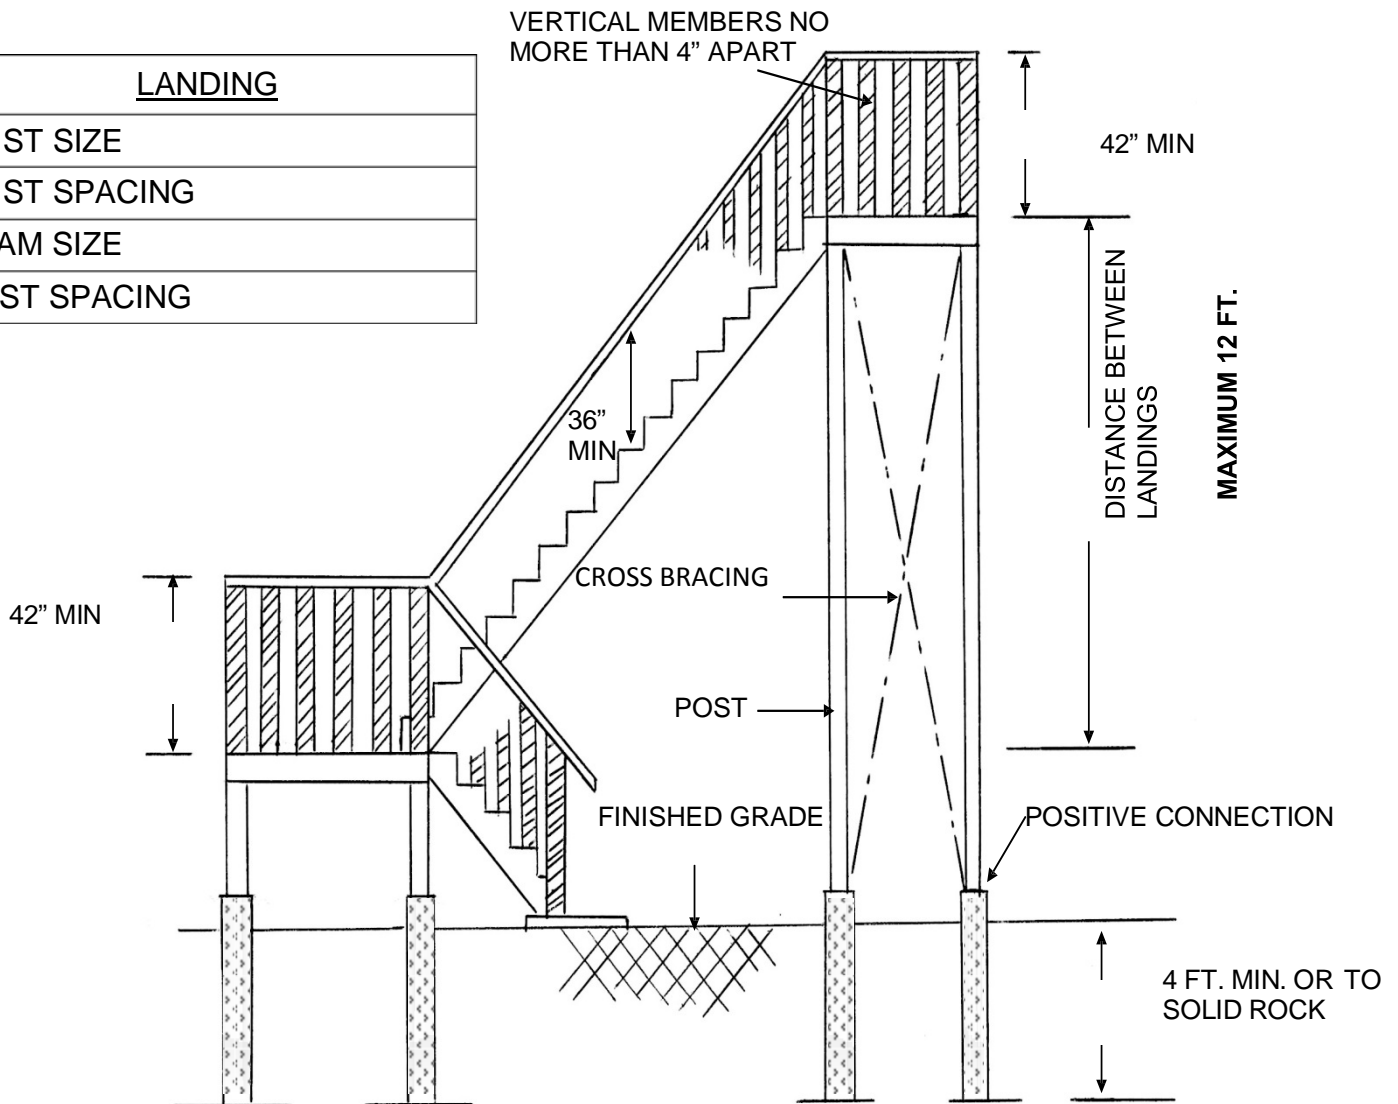 VERTICAL MEMBERS NO
MORE THAN 4” APART
LANDING
ST SIZE
ST SPACING
AM SIZE
ST SPACING
42” MIN
DISTANCE BETWEEN
LANDINGS
MAXIMUM 12 FT.
36”
MIN
CROSS BRACING
42” MIN
POST
FINISHED GRADE
POSITIVE CONNECTION
4 FT. MIN. OR TO
SOLID ROCK